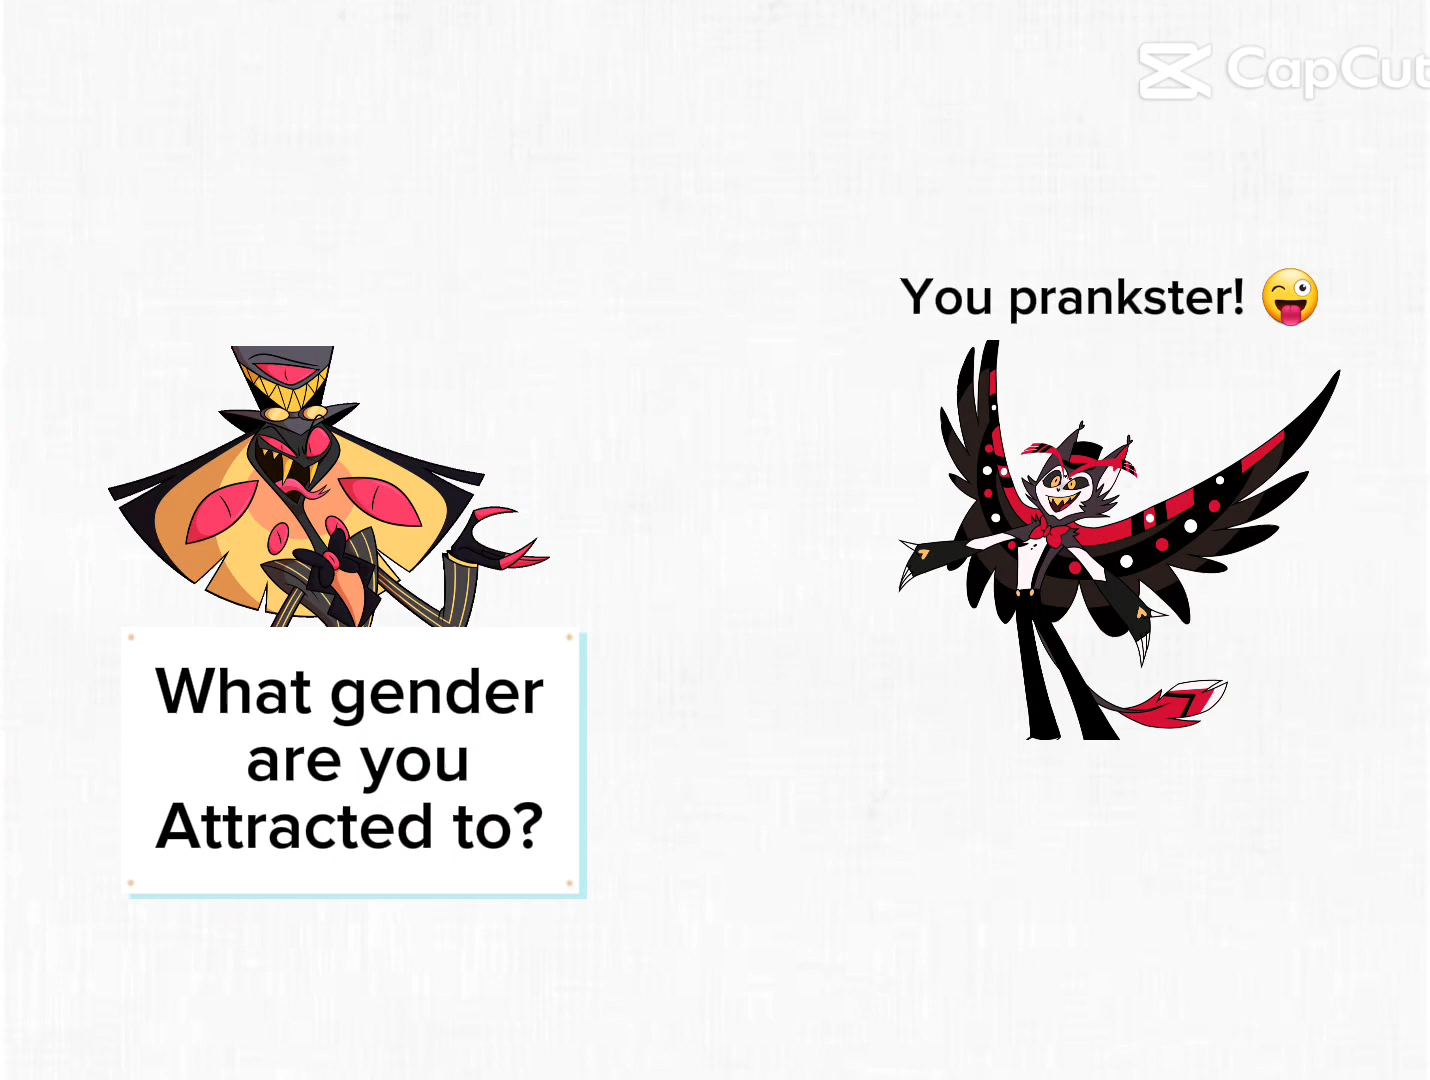 CapCut
You prankster! 😜
What gender
are you
Attracted to?